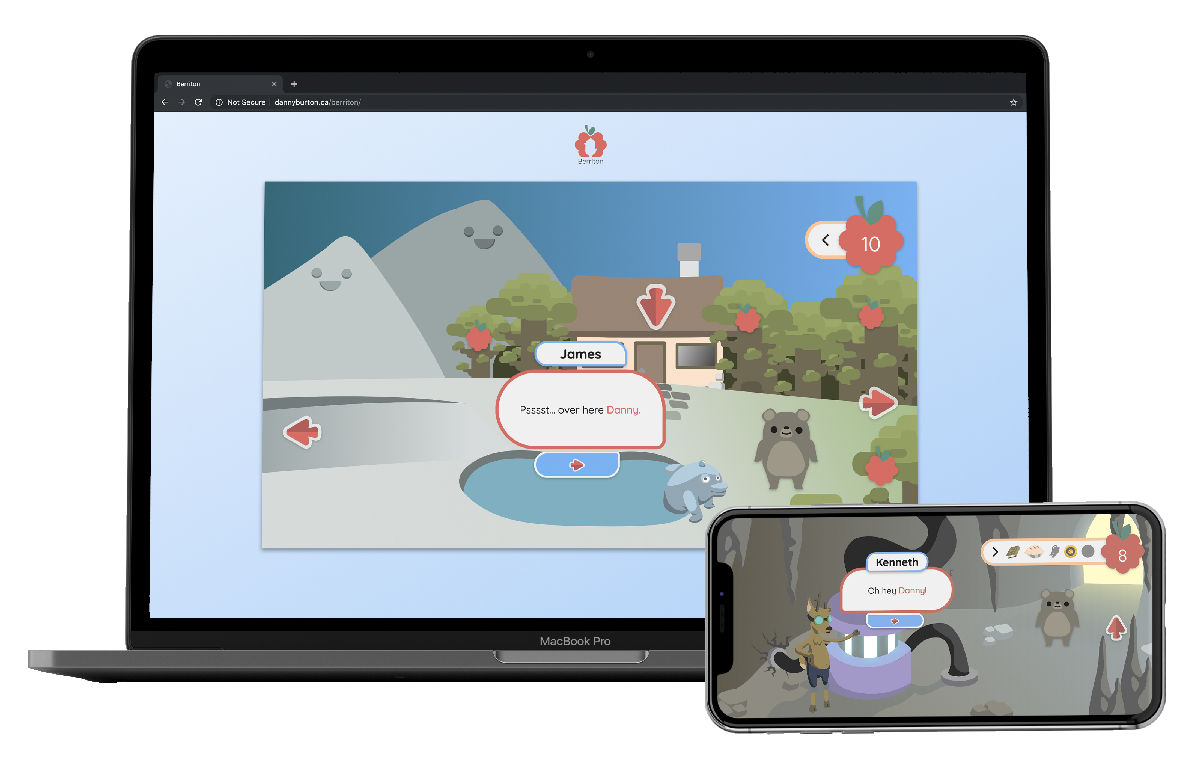 Berriton
Not Secure | dannyburton.ca/berriton/
Berriton
10
James
Psssst... over here Danny.
MacBook Pro
Kenneth
Oh hey Danny!
8